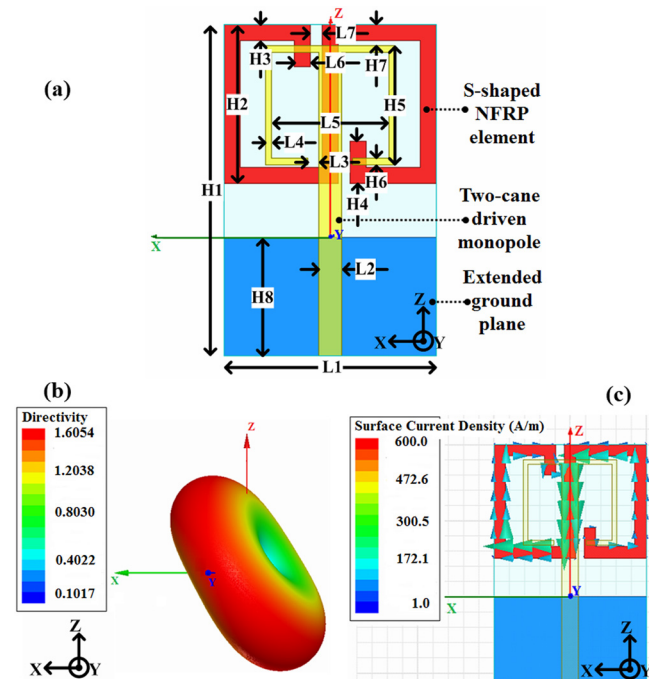 (a)
Z
L7
H3
L6
H7
H2
H5
S-shaped
NFRP
element
L5
L4
H1
L3
H6
H4
Two-cane
driven
monopole
X
Y
H8
L2
Extended
ground
plane
Z
X
Y
L1
(b)
(c)
Directivity
1.6054
1.2038
0.8030
0.4022
0.1017
Z
X
Y
Z
X
Y
Surface Current Density (A/m)
600.0
472.6
300.5
172.1
1.0
Z
X
Y
Z
X
Y